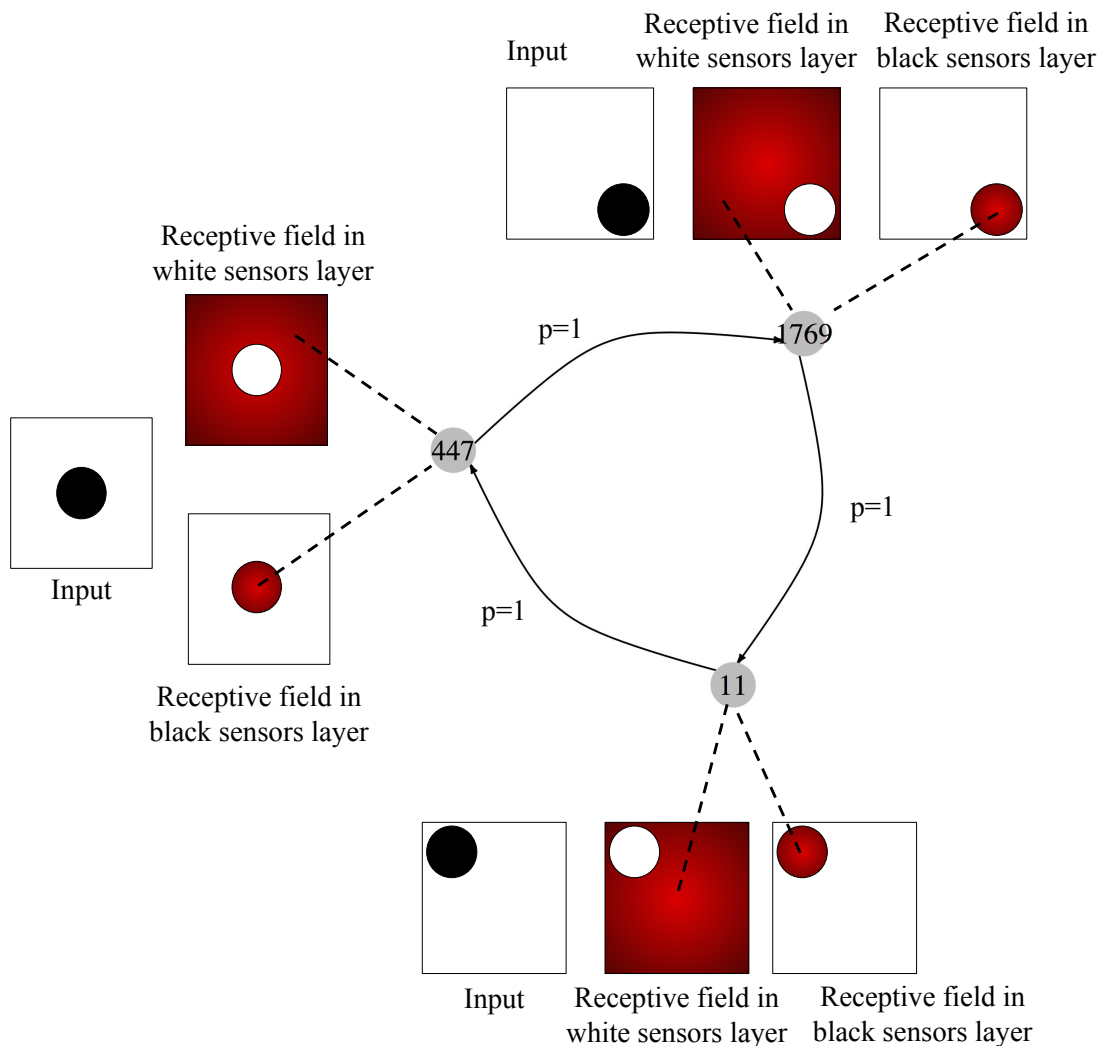 Input
Receptive field in
white sensors layer
Receptive field in
black sensors layer
Receptive field in
white sensors layer
p=1
1769
447
p=1
Input
p=1
Receptive field in
black sensors layer
11
Input
Receptive field in
white sensors layer
Receptive field in
black sensors layer